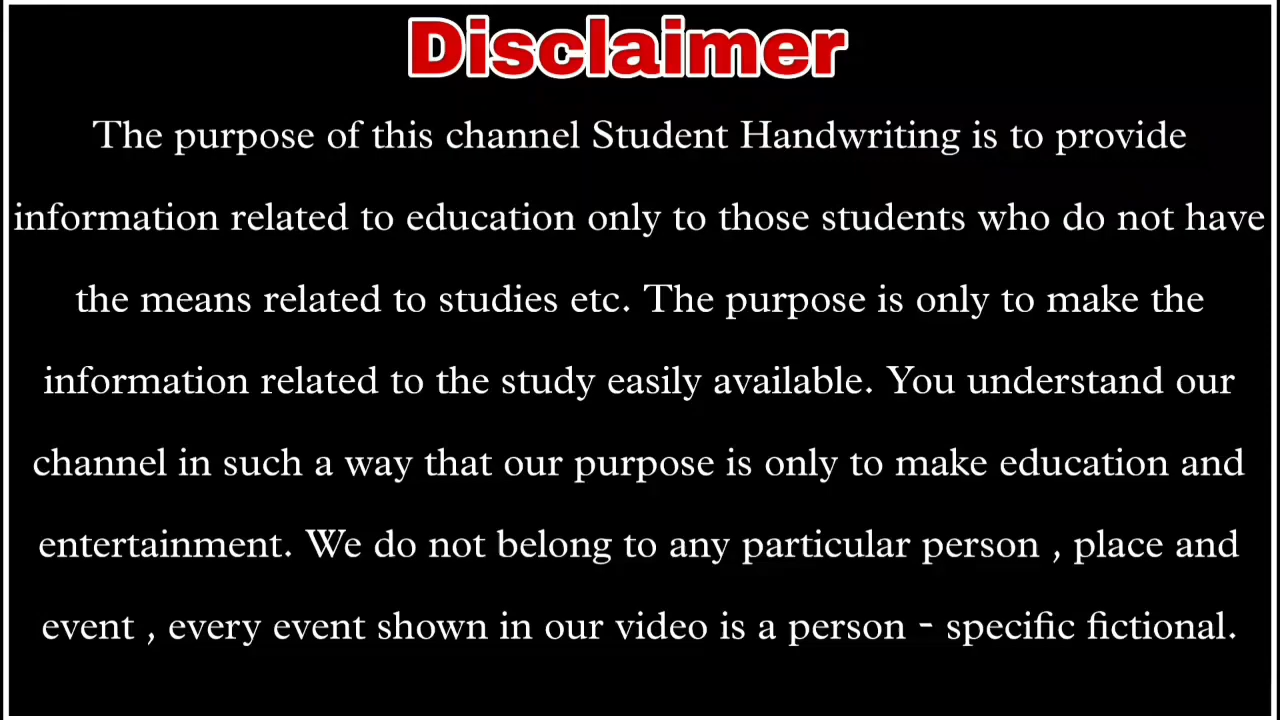 Disclaimer
The purpose of this channel Student Handwriting is to provide
information related to education only to those students who do not have
the means related to studies etc. The purpose is only to make the
information related to the study easily available. You understand our
channel in such a way that our purpose is only to make education and
entertainment. We do not belong to any particular person , place and
event , every event shown in our video is a person - specific fictional.